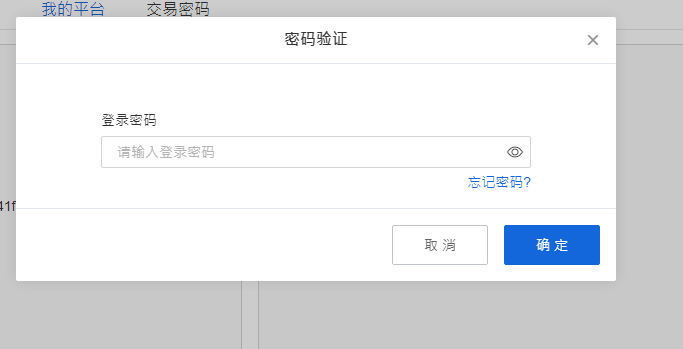 我的平台 交易密码
密码验证
登录密码
请输入登录密码
忘记密码?
41f
取 消
确 定